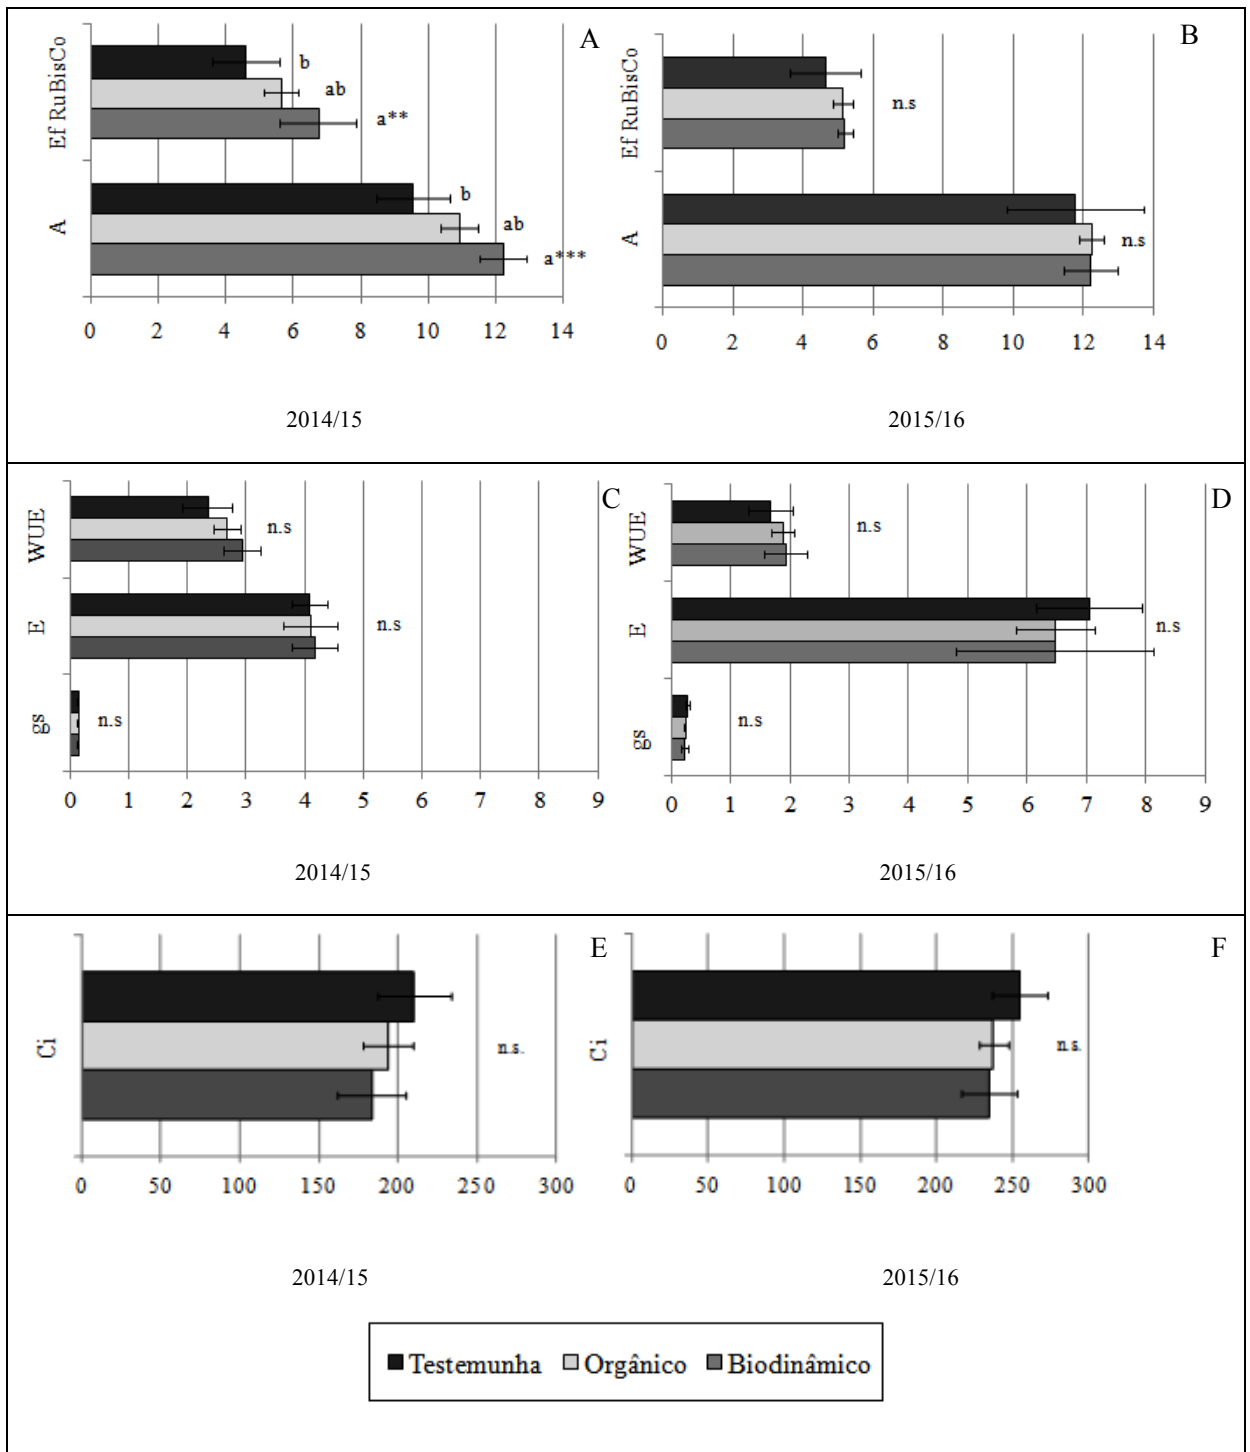 A
Ef RuBisCo
b
ab
a**
A
b
ab
a***
0 2 4 6 8 10 12 14
2014/15
B
Ef RuBisCo
n.s
A
n.s
0 2 4 6 8 10 12 14
2015/16
C
WUE
n.s
E
n.s
gs
n.s
0 1 2 3 4 5 6 7 8 9
2014/15
D
WUE
n.s
E
n.s
gs
n.s
0 1 2 3 4 5 6 7 8 9
2015/16
E
Ci
n.s.
0 50 100 150 200 250 300
2014/15
F
Ci
n.s.
0 50 100 150 200 250 300
2015/16
Testemunha Orgânico Biodinâmico